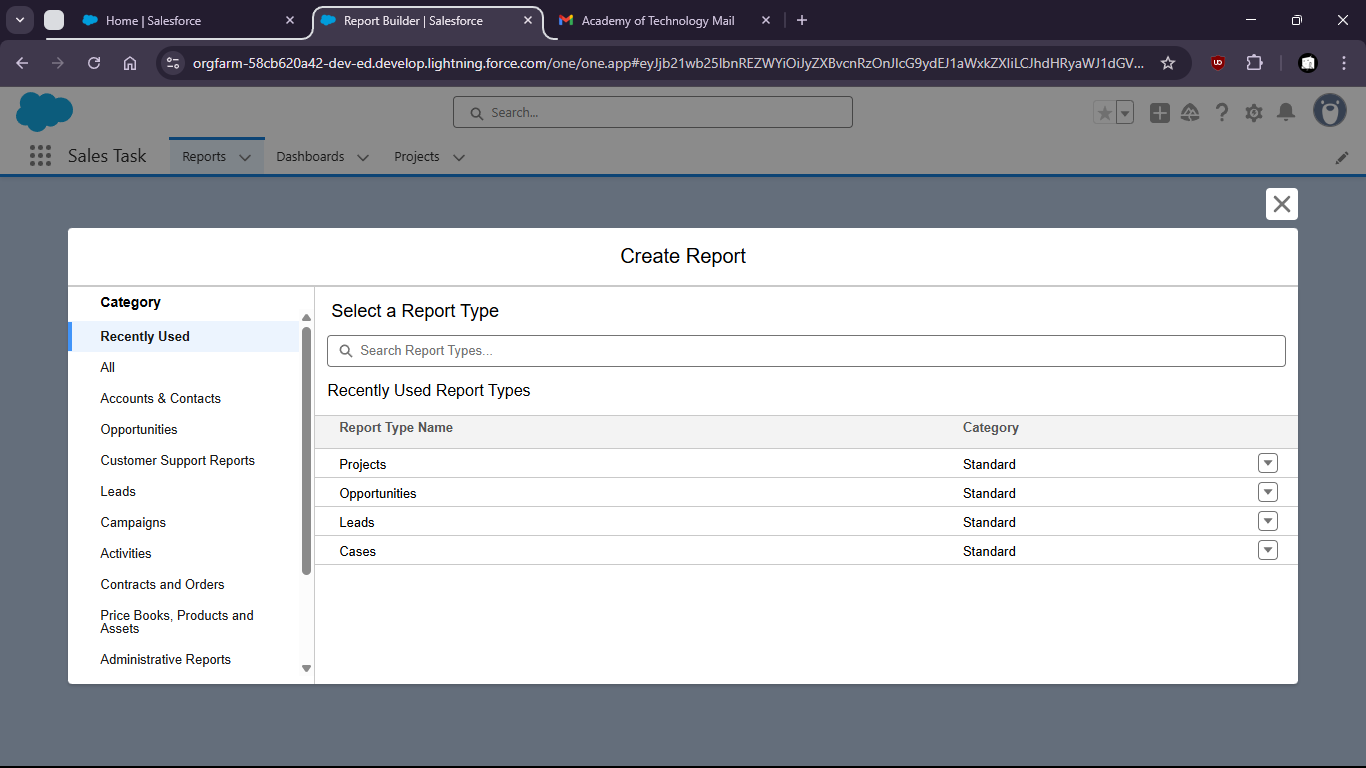 Home | Salesforce
Report Builder | Salesforce
Academy of Technology Mail
orgfarm-58cb620a42-dev-ed.develop.lightning.force.com/one/one.app#eyJjb21wb25lbnREZWYiOiJyZXBvcnRzOnJlcG9ydEJ1aWxkZXIiLCJhdHRyaWJ1dGV...
Search...
Sales Task
Reports
Dashboards
Projects
Create Report
Category
Recently Used
All
Accounts & Contacts
Opportunities
Customer Support Reports
Leads
Campaigns
Activities
Contracts and Orders
Price Books, Products and
Assets
Administrative Reports
Select a Report Type
Search Report Types...
Recently Used Report Types
Report Type Name Category
Projects Standard
Opportunities Standard
Leads Standard
Cases Standard